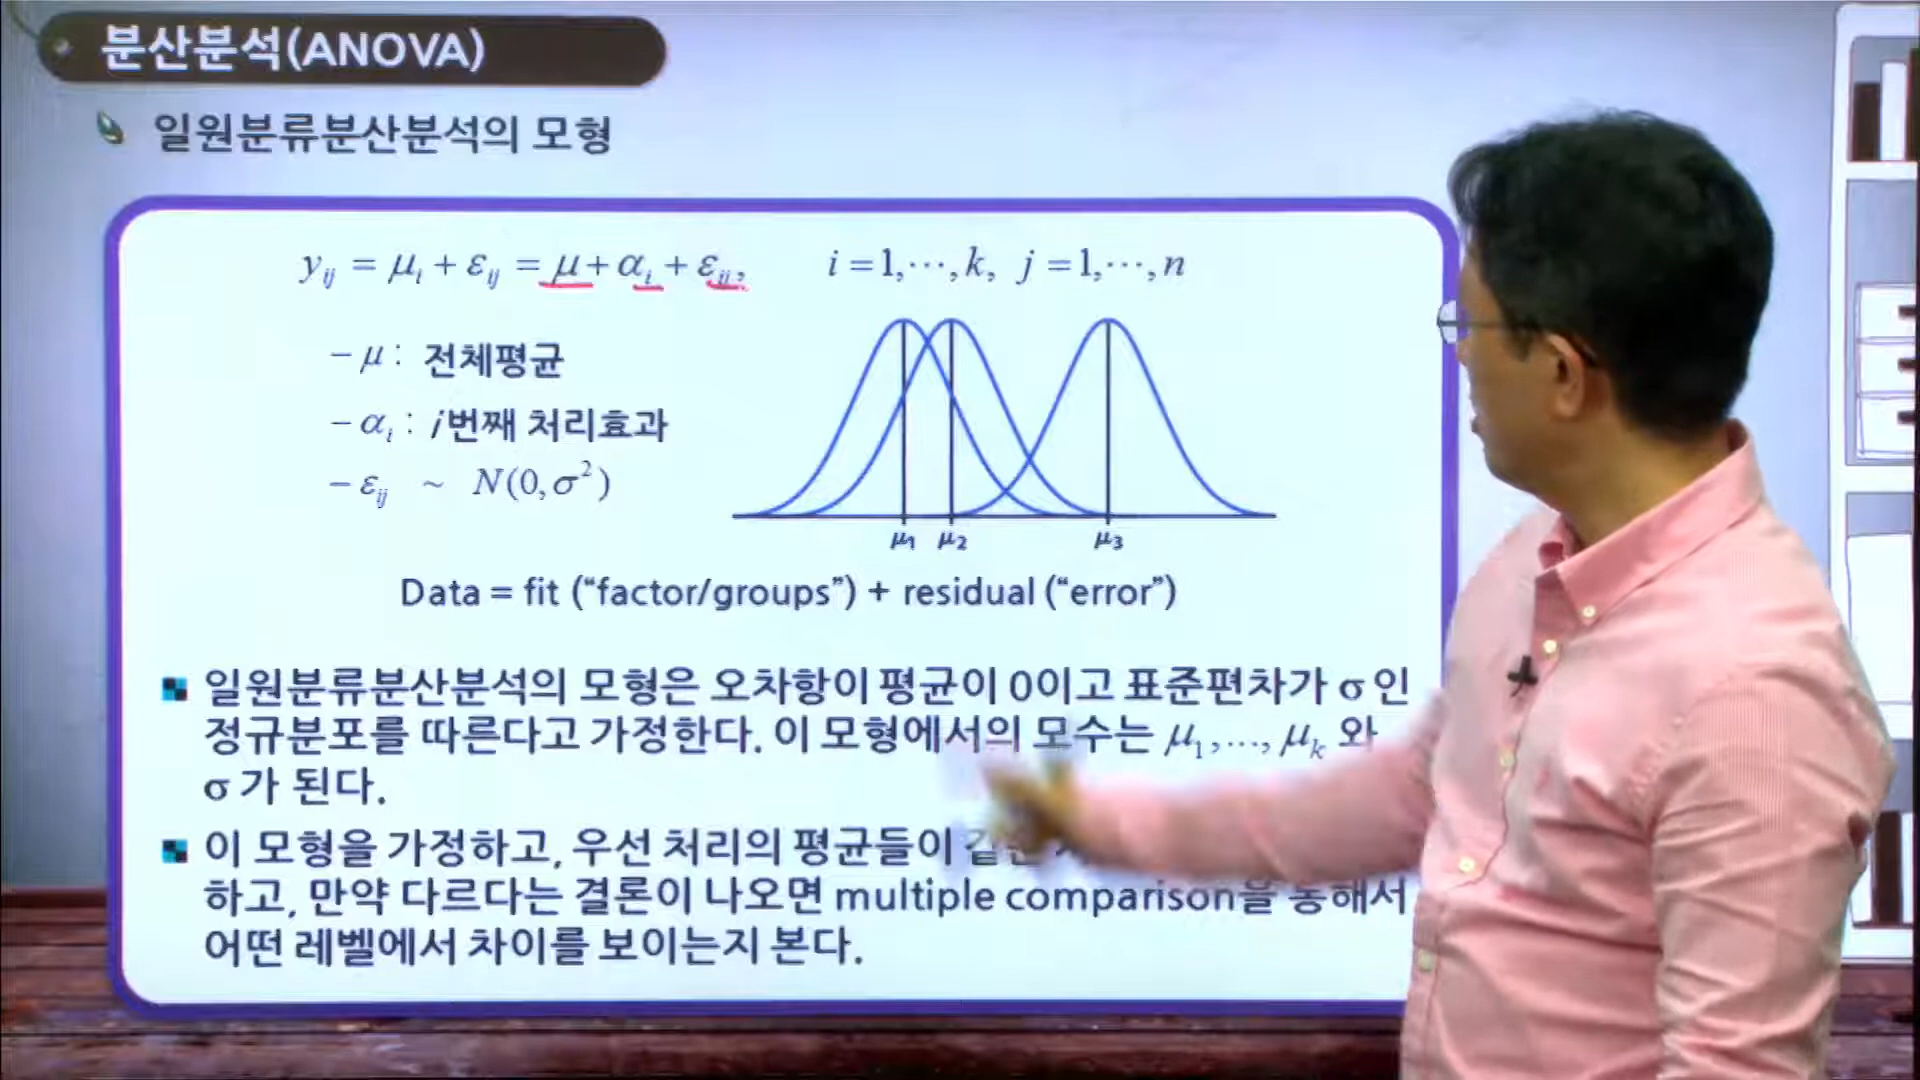 분산분석(ANOVA)
일원분류분산분석의 모형
y_ij = μ_i + ε_ij = μ + α_i + ε_ij, i = 1,⋯,k, j = 1,⋯,n
– μ : 전체평균
– α_i : i번째 처리효과
– ε_ij ~ N(0,σ²)
μ1 μ2 μ3
Data = fit (“factor/groups”) + residual (“error”)
일원분류분산분석의 모형은 오차항이 평균이 0이고 표준편차가 σ인
정규분포를 따른다고 가정한다. 이 모형에서의 모수는 μ_1,..., μ_k 와
σ가 된다.
이 모형을 가정하고, 우선 처리의 평균들이
하고, 만약 다르다는 결론이 나오면 multiple comparison을 통해서
어떤 레벨에서 차이를 보이는지 본다.